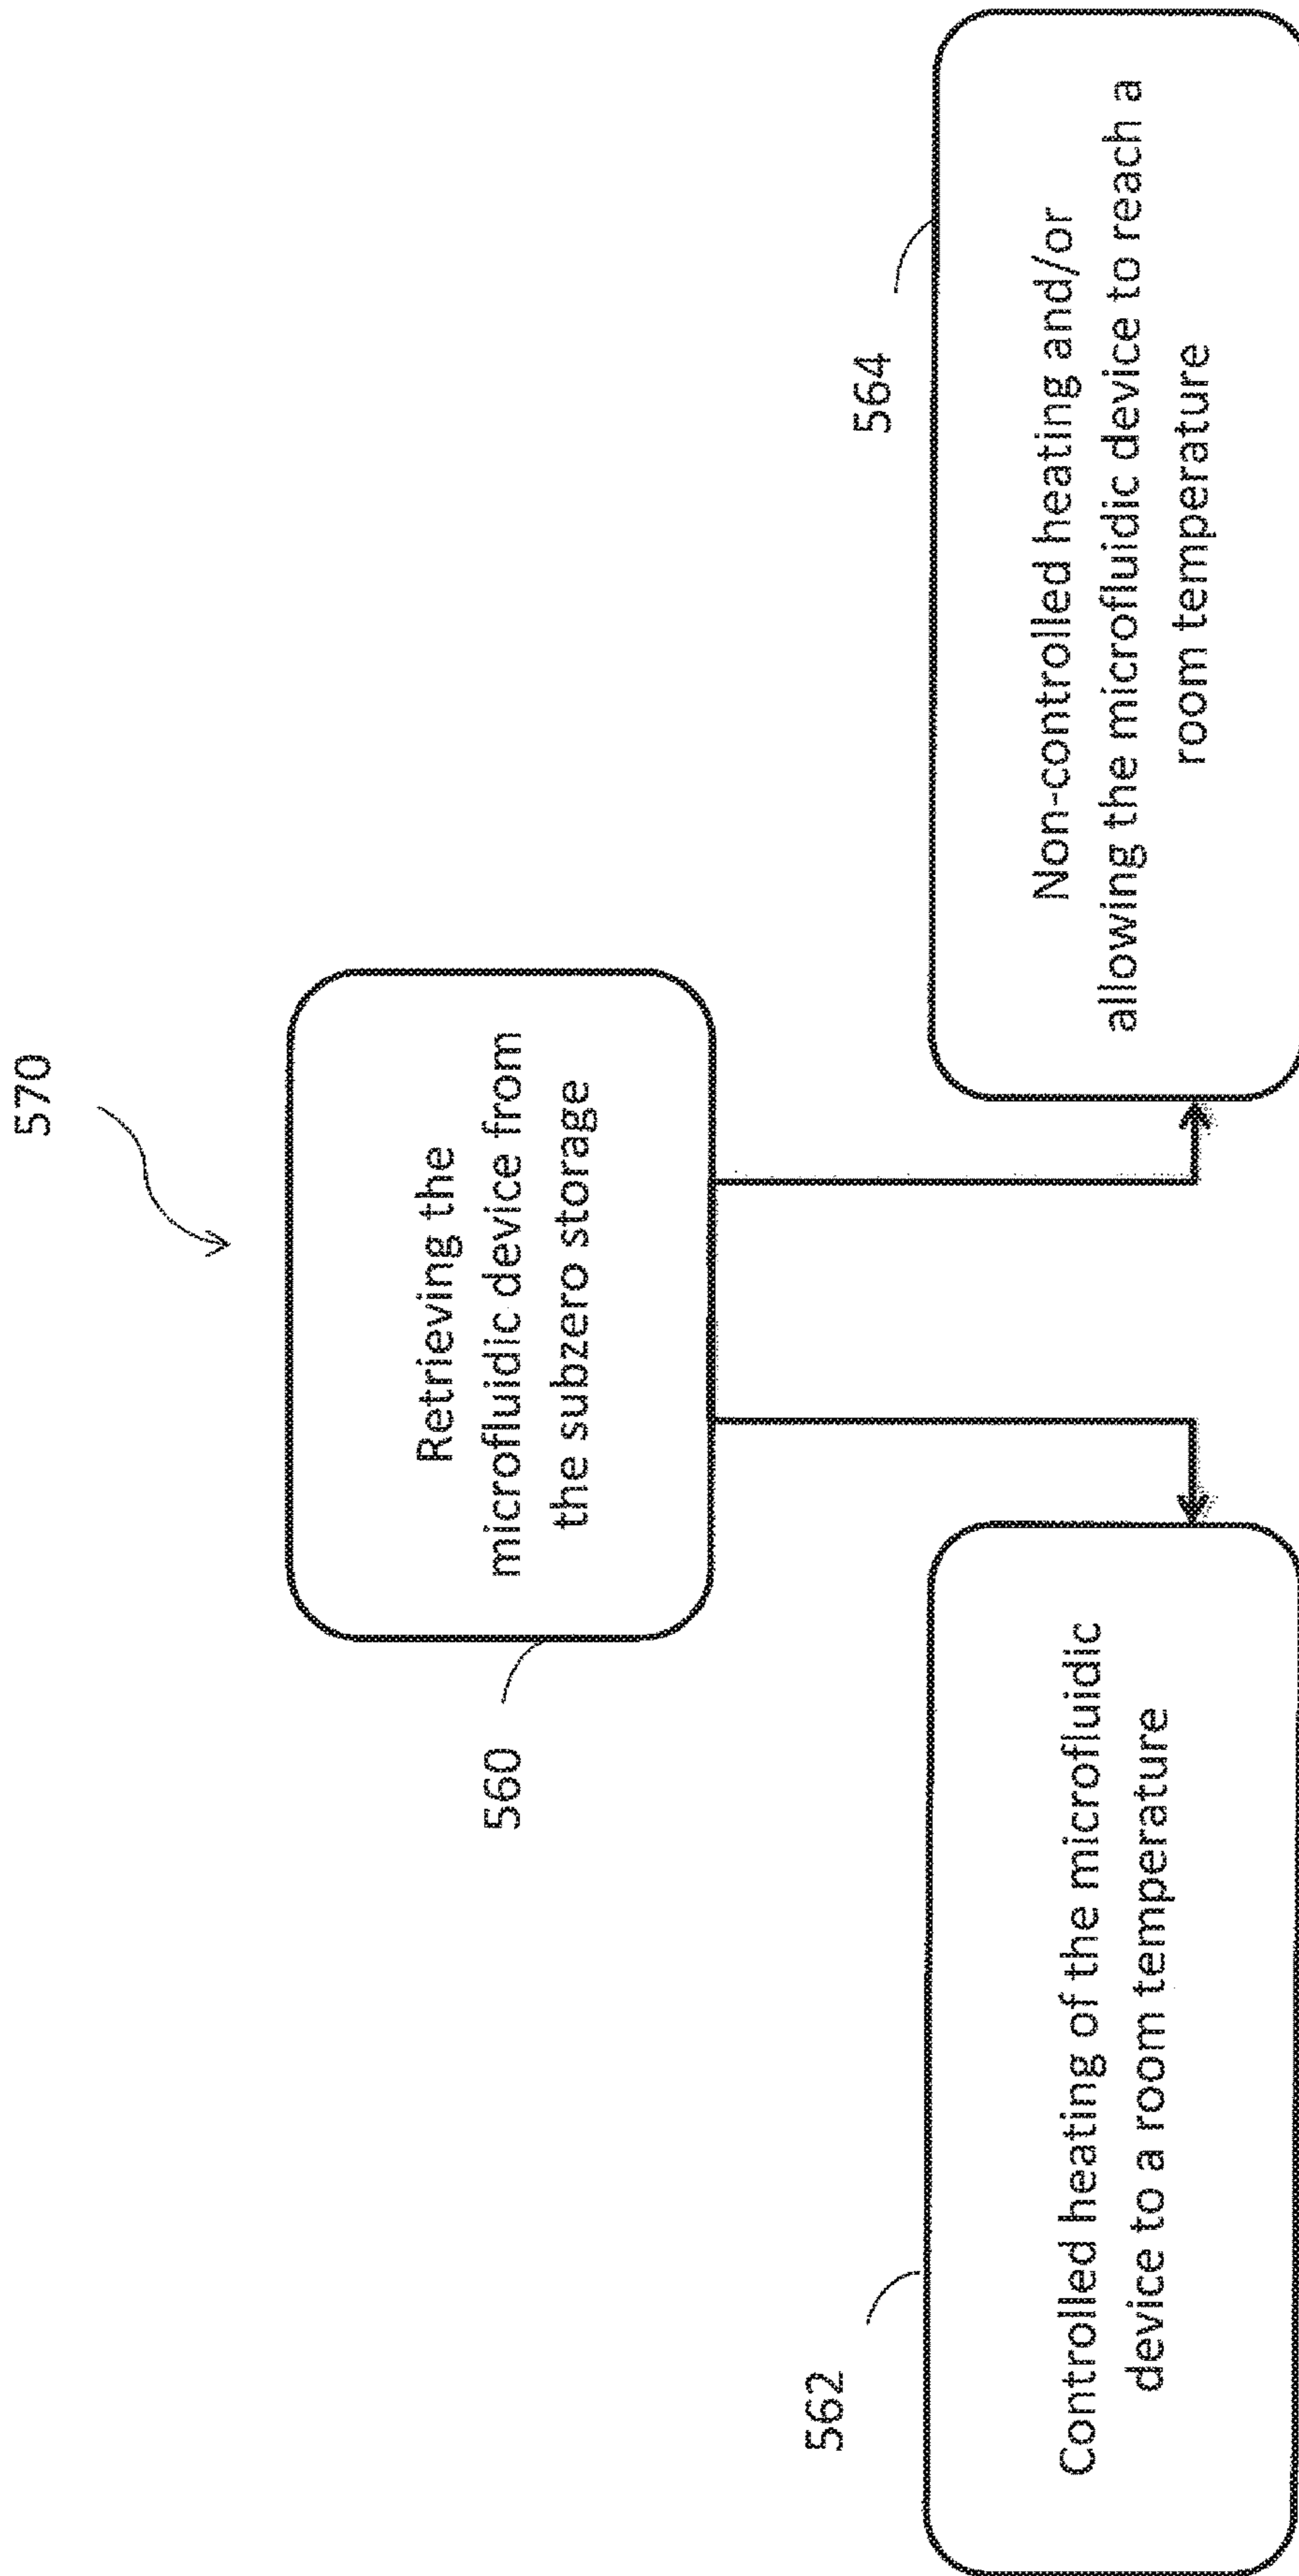 570
560
Retrieving the
microfluidic device from
the subzero storage
562
Controlled heating of the microfluidic
device to a room temperature
564
Non-controlled heating and/or
allowing the microfluidic device to reach a
room temperature